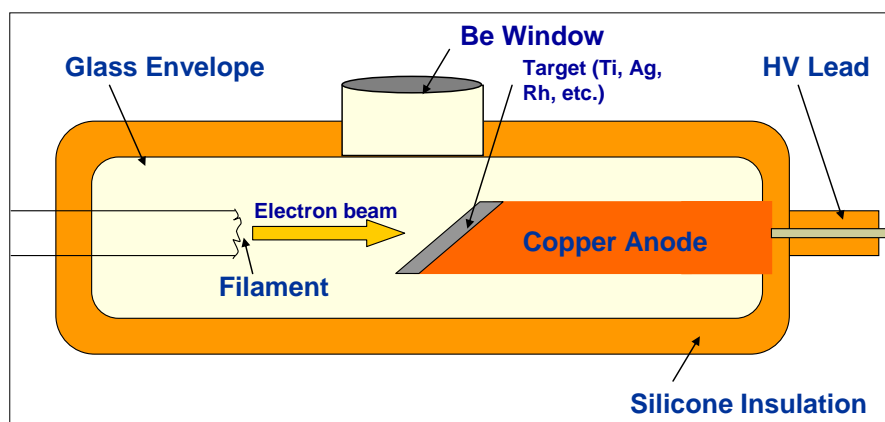 Be Window
Glass Envelope
Target (Ti, Ag,
Rh, etc.)
HV Lead
Electron beam
Copper Anode
Filament
Silicone Insulation